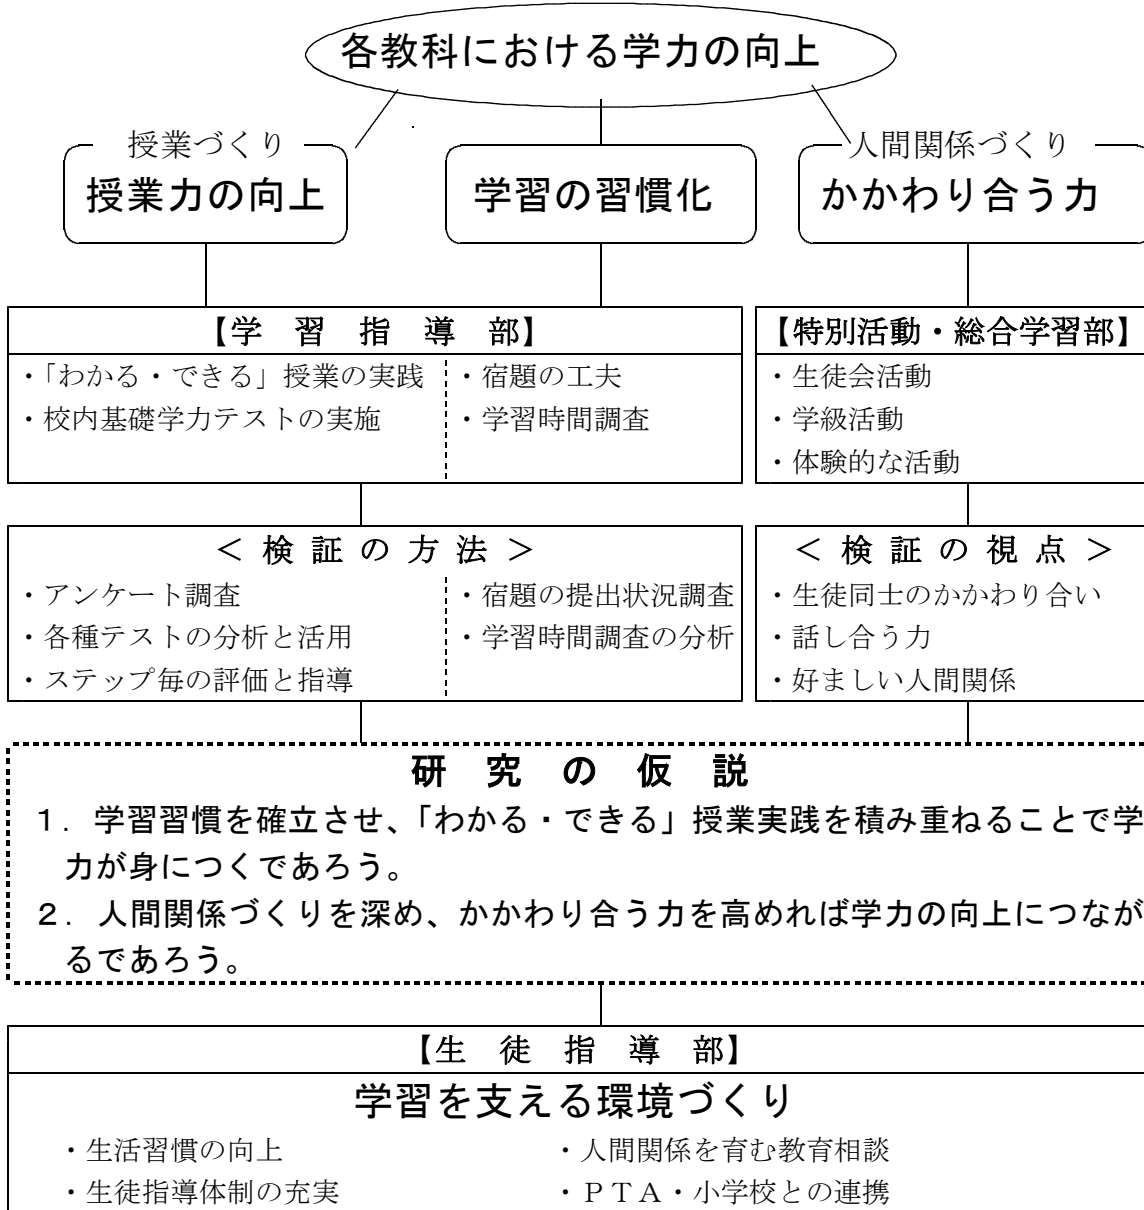 各教科における学力の向上
授業づくり
授業力の向上
学習の習慣化
人間関係づくり
かかわり合う力
【学　習　指　導　部】
・「わかる・できる」授業の実践
・校内基礎学力テストの実施
・宿題の工夫
・学習時間調査
【特別活動・総合学習部】
・生徒会活動
・学級活動
・体験的な活動
＜ 検 証 の 方 法 ＞
・アンケート調査
・各種テストの分析と活用
・ステップ毎の評価と指導
・宿題の提出状況調査
・学習時間調査の分析
＜ 検 証 の 視 点 ＞
・生徒同士のかかわり合い
・話し合う力
・好ましい人間関係
研　究　の　仮　説
１．学習習慣を確立させ、「わかる・できる」授業実践を積み重ねることで学
力が身につくであろう。
２．人間関係づくりを深め、かかわり合う力を高めれば学力の向上につなが
るであろう。
【生　徒　指　導　部】
学習を支える環境づくり
・生活習慣の向上
・生徒指導体制の充実
・人間関係を育む教育相談
・ＰＴＡ・小学校との連携